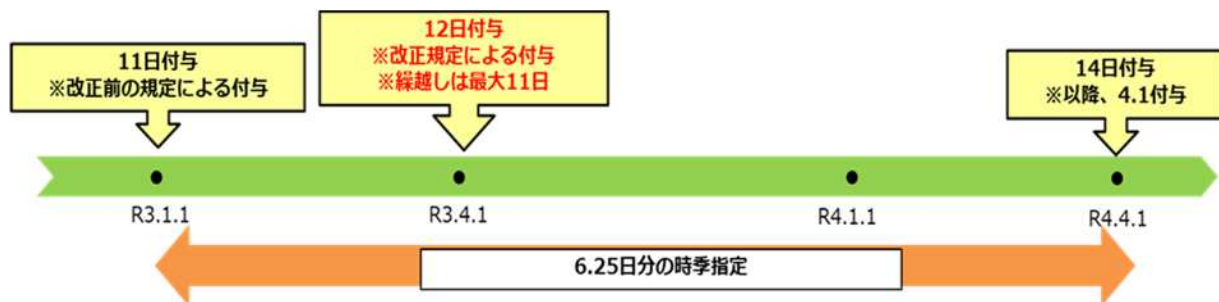 11日付与
※改正前の規定による付与
12日付与
※改正規定による付与
※繰越しは最大11日
14日付与
※以降、4.1付与
R3.1.1
R3.4.1
R4.1.1
R4.4.1
6.25日分の時季指定